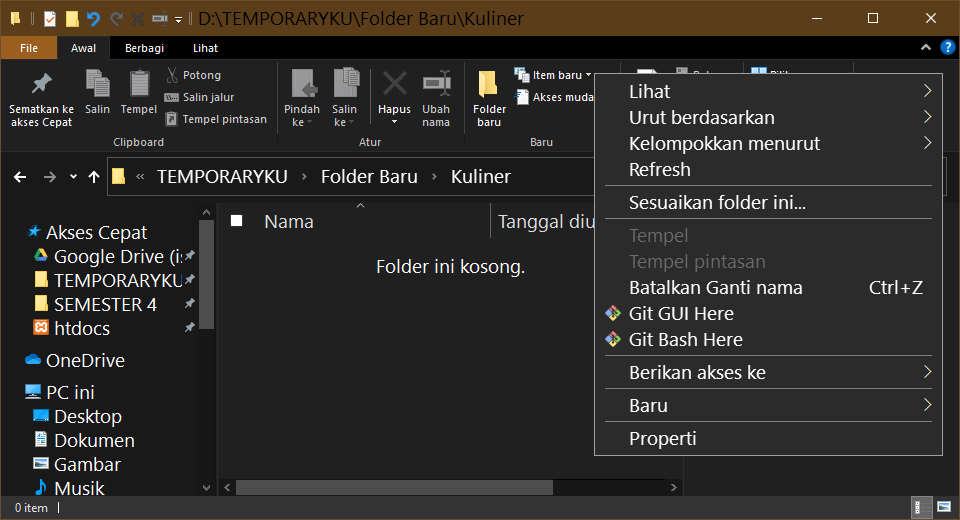 D:\TEMPORARYKU\Folder Baru\Kuliner
File Awal Berbagi Lihat
Sematkan ke akses Cepat
Salin
Tempel
Potong
Salin jalur
Tempel pintasan
Clipboard
Pindah ke
Salin ke
Hapus
Ubah nama
Atur
Folder baru
Item baru
Akses muda
Baru
« TEMPORARYKU › Folder Baru › Kuliner
Nama Tanggal diu
Folder ini kosong.
Akses Cepat
Google Drive (is
TEMPORARYKU
SEMESTER 4
htdocs
OneDrive
PC ini
Desktop
Dokumen
Gambar
Musik
0 item
Lihat
Urut berdasarkan
Kelompokkan menurut
Refresh
Sesuaikan folder ini...
Tempel
Tempel pintasan
Batalkan Ganti nama Ctrl+Z
Git GUI Here
Git Bash Here
Berikan akses ke
Baru
Properti